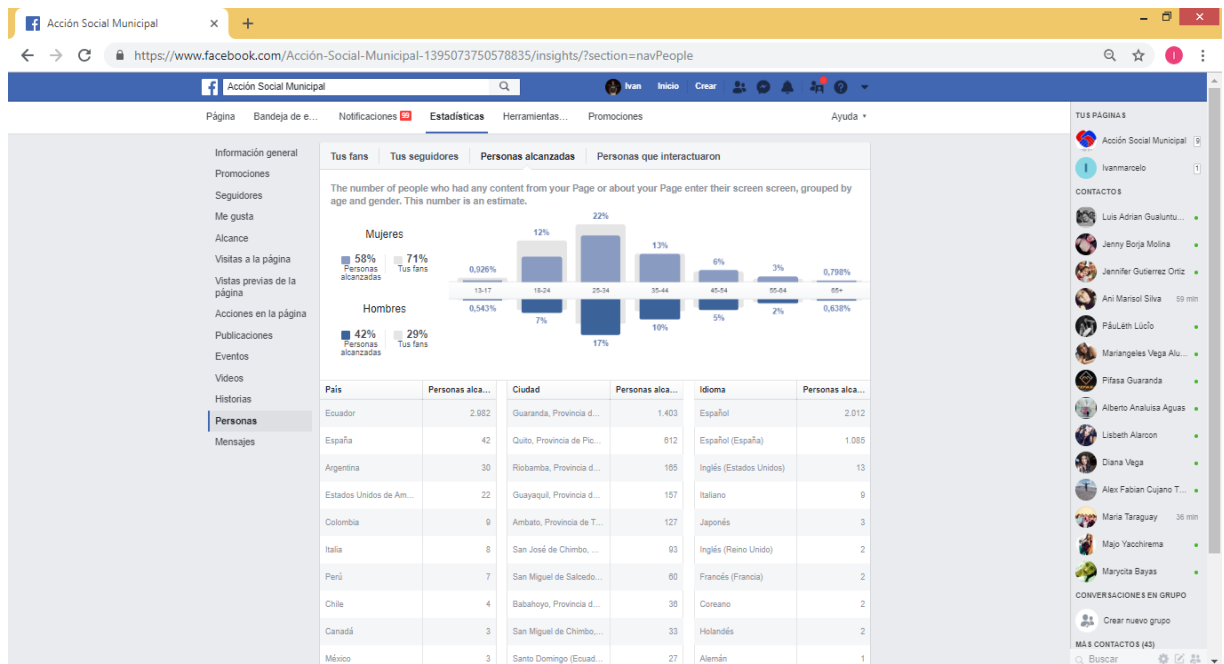 Acción Social Municipal
https://www.facebook.com/Acción-Social-Municipal-1395073750578835/insights/?section=navPeople
Acción Social Municipal Ivan Inicio Crear
Página Bandeja de e... Notificaciones 99 Estadísticas Herramientas... Promociones Ayuda
Información general
Promociones
Seguidores
Me gusta
Alcance
Visitas a la página
Vistas previas de la
página
Acciones en la página
Publicaciones
Eventos
Videos
Historias
Personas
Mensajes
Tus fans Tus seguidores Personas alcanzadas Personas que interactuaron
The number of people who had any content from your Page or about your Page enter their screen screen, grouped by
age and gender. This number is an estimate.
Mujeres
58% Personas alcanzadas
71% Tus fans
0,926% 12% 22% 13% 6% 3% 0,798%
13-17 18-24 25-34 35-44 45-54 55-64 65+
Hombres
42% Personas alcanzadas
29% Tus fans
0,543% 7% 17% 10% 5% 2% 0,638%
País Personas alca... Ciudad Personas alca... Idioma Personas alca...
Ecuador 2.982 Guaranda, Provincia d... 1.403 Español 2.012
España 42 Quito, Provincia de Pic... 612 Español (España) 1.085
Argentina 30 Riobamba, Provincia d... 165 Inglés (Estados Unidos) 13
Estados Unidos de Am... 22 Guayaquil, Provincia d... 157 Italiano 9
Colombia 9 Ambato, Provincia de T... 127 Japonés 3
Italia 8 San José de Chimbo, ... 93 Inglés (Reino Unido) 2
Perú 7 San Miguel de Salcedo... 60 Francés (Francia) 2
Chile 4 Babahoyo, Provincia d... 36 Coreano 2
Canadá 3 San Miguel de Chimbo,... 33 Holandés 2
México 3 Santo Domingo (Ecuad... 27 Alemán 1
TUS PÁGINAS
Acción Social Municipal 9
Ivanmarcelo 1
CONTACTOS
Luis Adrian Gualuntu...
Jenny Borja Molina
Jennifer Gutierrez Ortiz
Ani Marisol Silva 59 min
PåuLëth Lúcîo
Mariangeles Vega Alu...
Pifasa Guaranda
Alberto Analuisa Aguas
Lisbeth Alarcon
Diana Vega
Alex Fabian Cujano T...
Maria Taraguay 36 min
Majo Yacchirema
Marycita Bayas
CONVERSACIONES EN GRUPO
Crear nuevo grupo
MÁS CONTACTOS (43)
Buscar